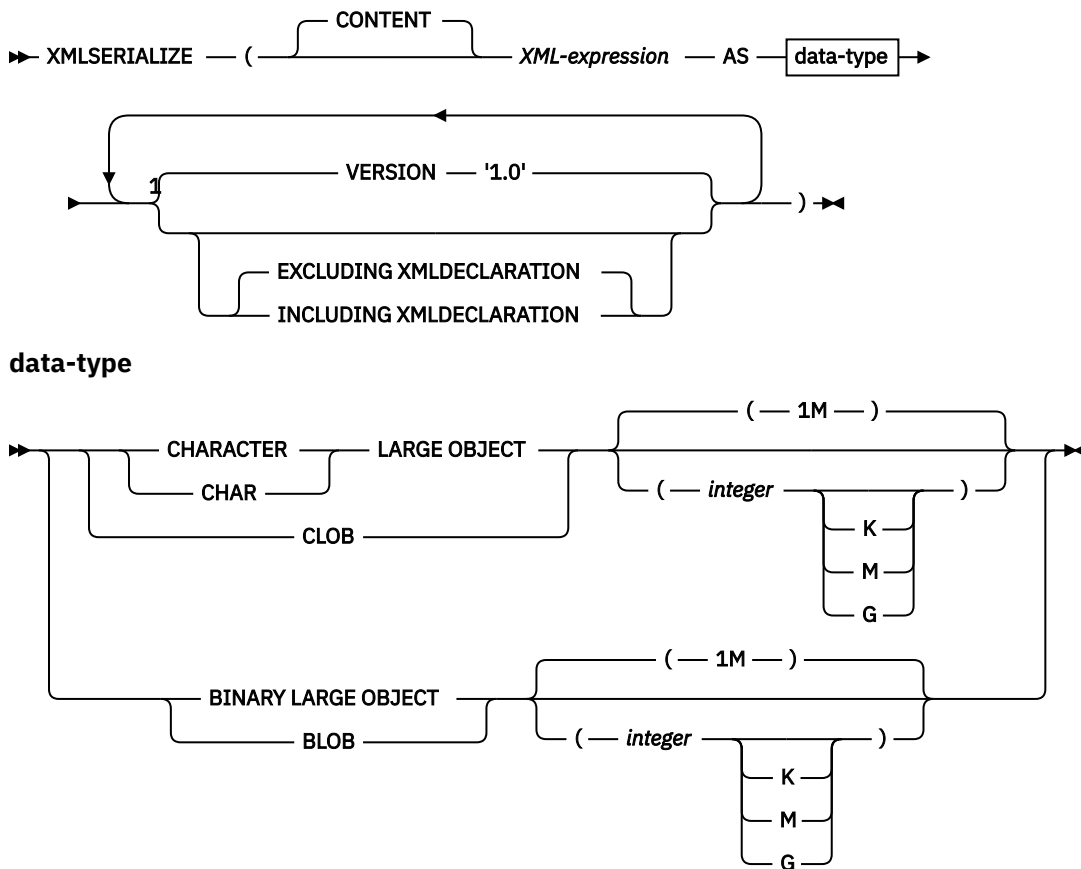 CONTENT
XMLSERIALIZE ( XML-expression AS data-type
1 VERSION '1.0'
)
EXCLUDING XMLDECLARATION
INCLUDING XMLDECLARATION
data-type
( 1M )
CHARACTER LARGE OBJECT
CHAR ( integer )
CLOB K
M
G
( 1M )
BINARY LARGE OBJECT
BLOB ( integer )
K
M
G